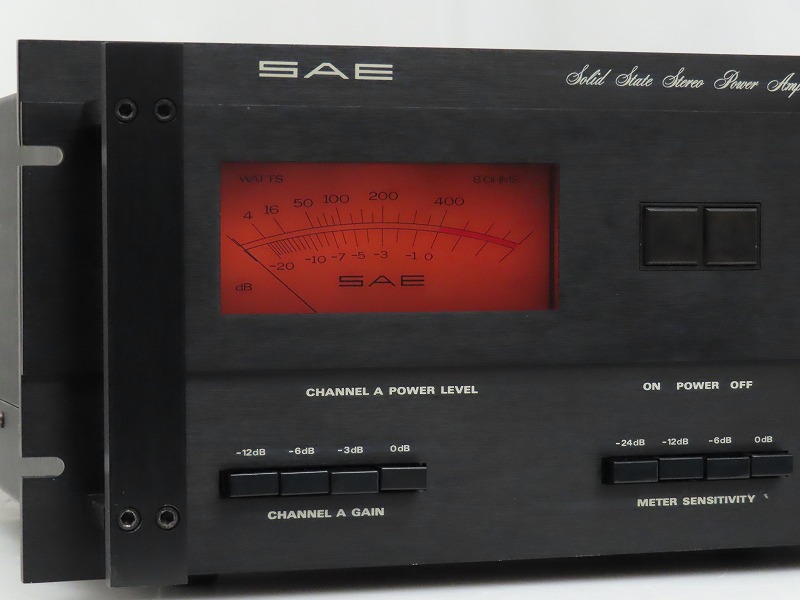 SAE
Solid State Stereo Power Amp
WATTS 8 OHMS
4 16 50 100 200 400
-20 -10 -7 -5 -3 -1 0
dB SAE
CHANNEL A POWER LEVEL
ON POWER OFF
-12dB -6dB -3dB 0dB
-24dB -12dB -6dB 0dB
CHANNEL A GAIN
METER SENSITIVITY